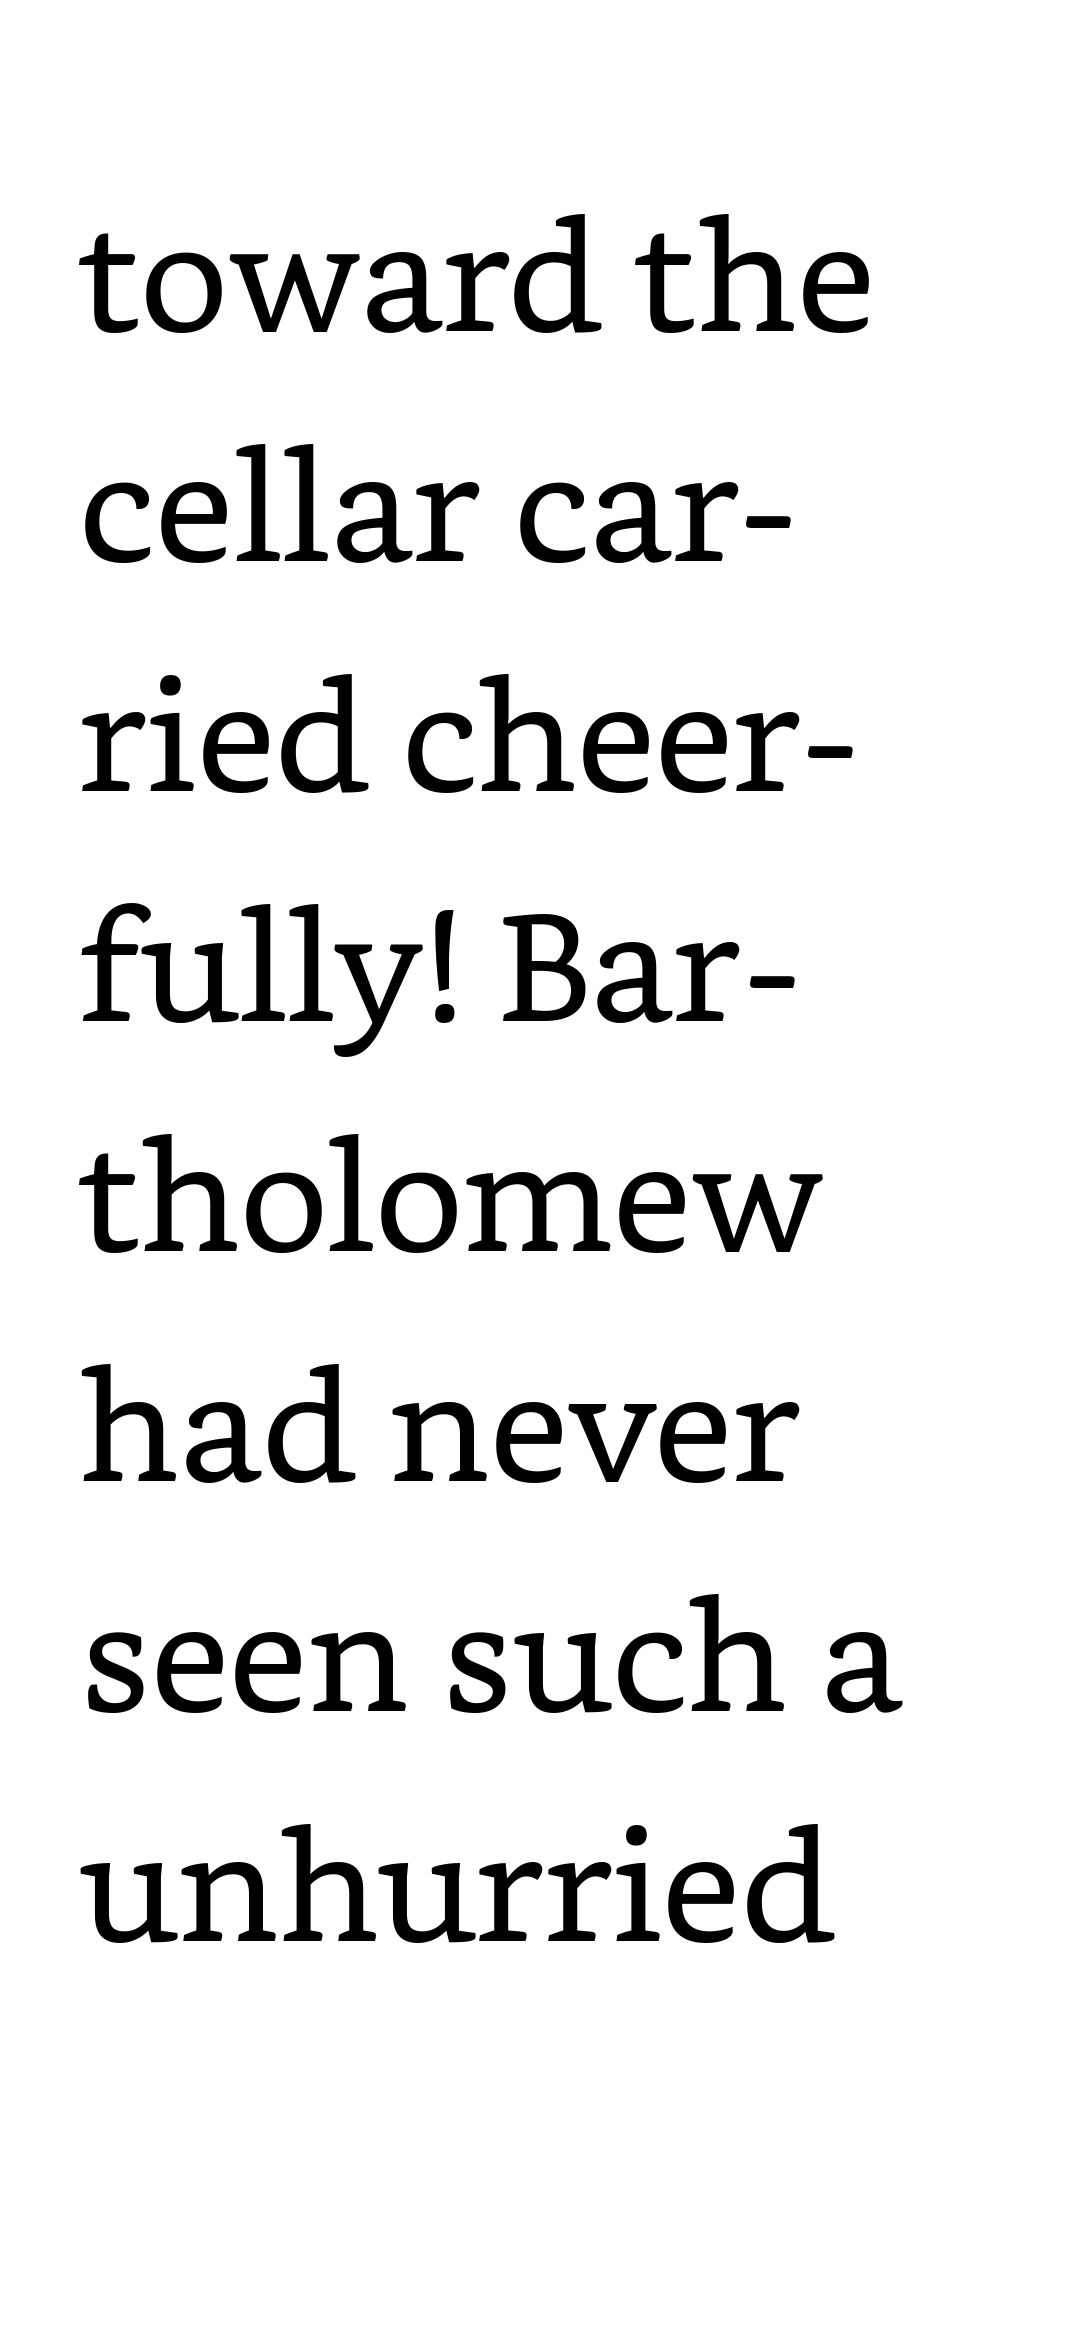 toward the
cellar car-
ried cheer-
fully! Bar-
tholomew
had never
seen such a
unhurried